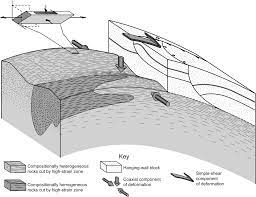 Key
Compositionally heterogeneous
rocks cut by high-strain zone
Compositionally homogeneous
rocks cut by high-strain zone
Hanging-wall block
Coaxial component
of deformation
Simple-shear
component
of deformation